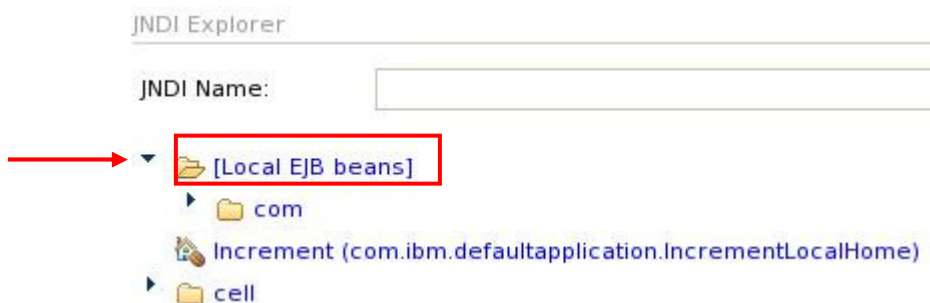 JNDI Explorer
JNDI Name:
[Local EJB beans]
com
Increment (com.ibm.defaultapplication.IncrementLocalHome)
cell